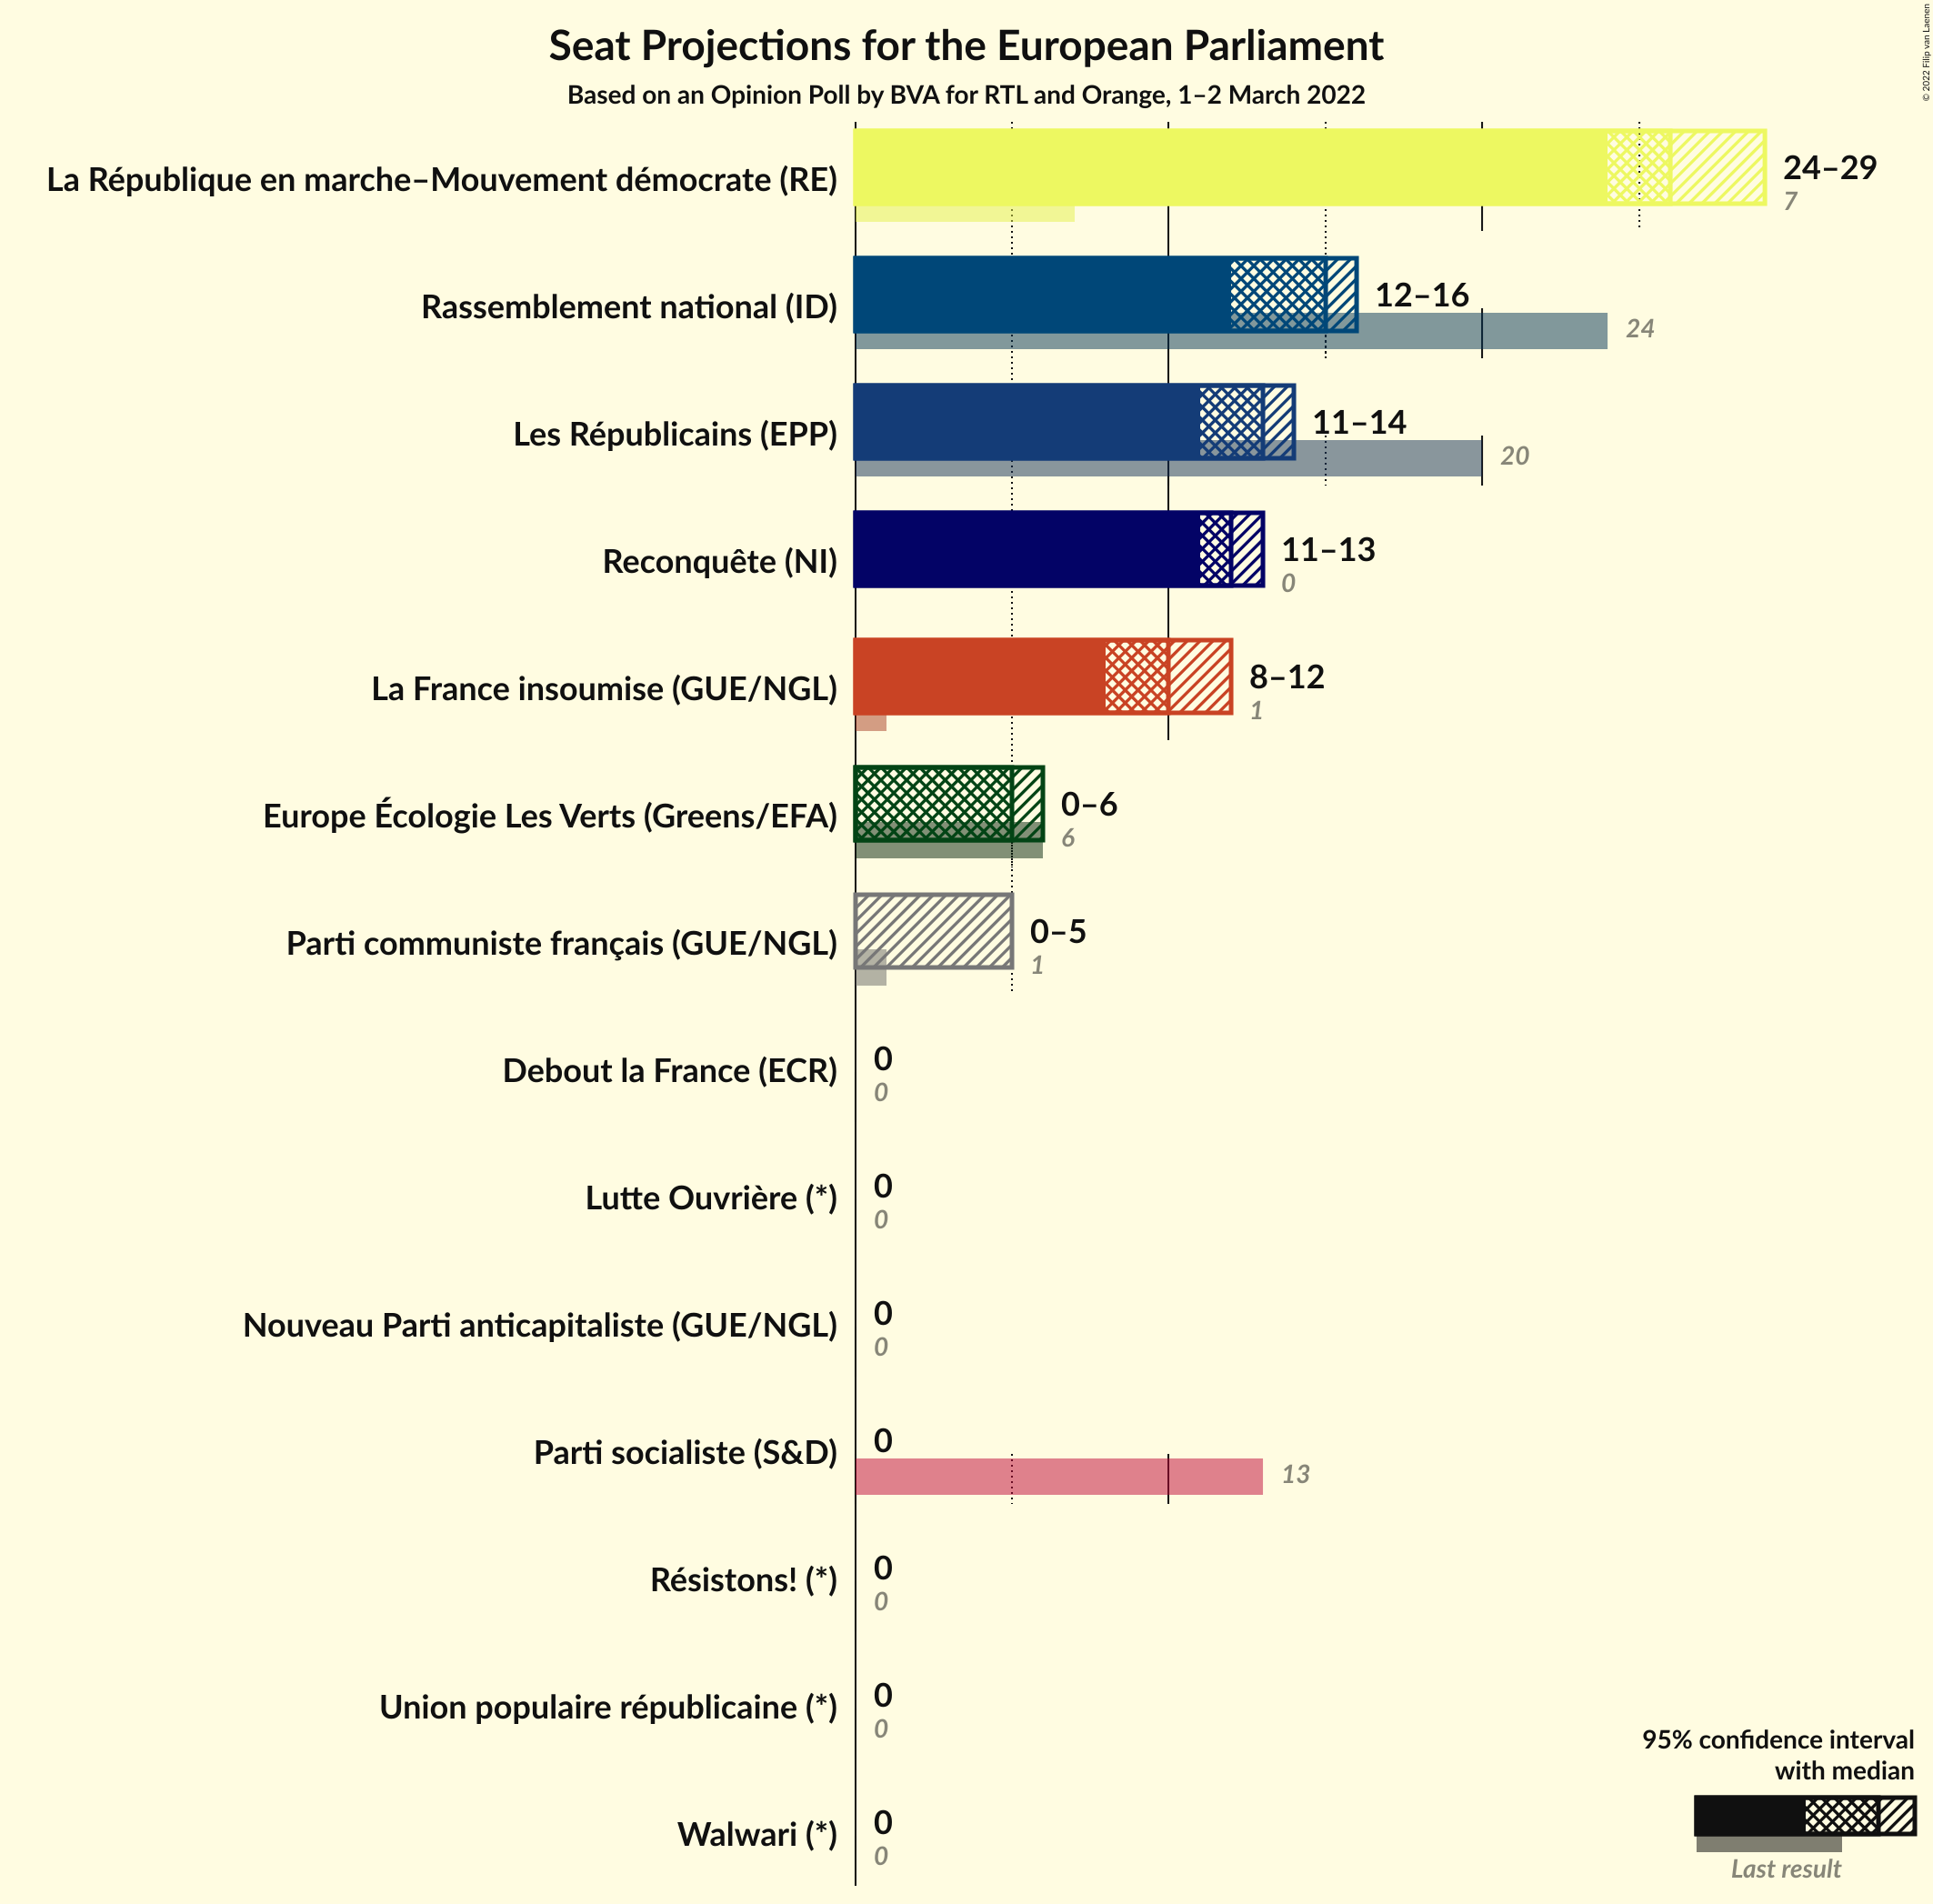 Seat Projections for the European Parliament
Based on an Opinion Poll by BVA for RTL and Orange, 1–2 March 2022
© 2022 Filip van Laenen
La République en marche–Mouvement démocrate (RE)
24–29
7
Rassemblement national (ID)
12–16
24
Les Républicains (EPP)
11–14
20
Reconquête (NI)
11–13
0
La France insoumise (GUE/NGL)
8–12
1
Europe Écologie Les Verts (Greens/EFA)
0–6
6
Parti communiste français (GUE/NGL)
0–5
1
Debout la France (ECR)
0
0
Lutte Ouvrière (*)
0
0
Nouveau Parti anticapitaliste (GUE/NGL)
0
0
Parti socialiste (S&D)
0
13
Résistons! (*)
0
0
Union populaire républicaine (*)
0
0
Walwari (*)
0
0
95% confidence interval
with median
Last result